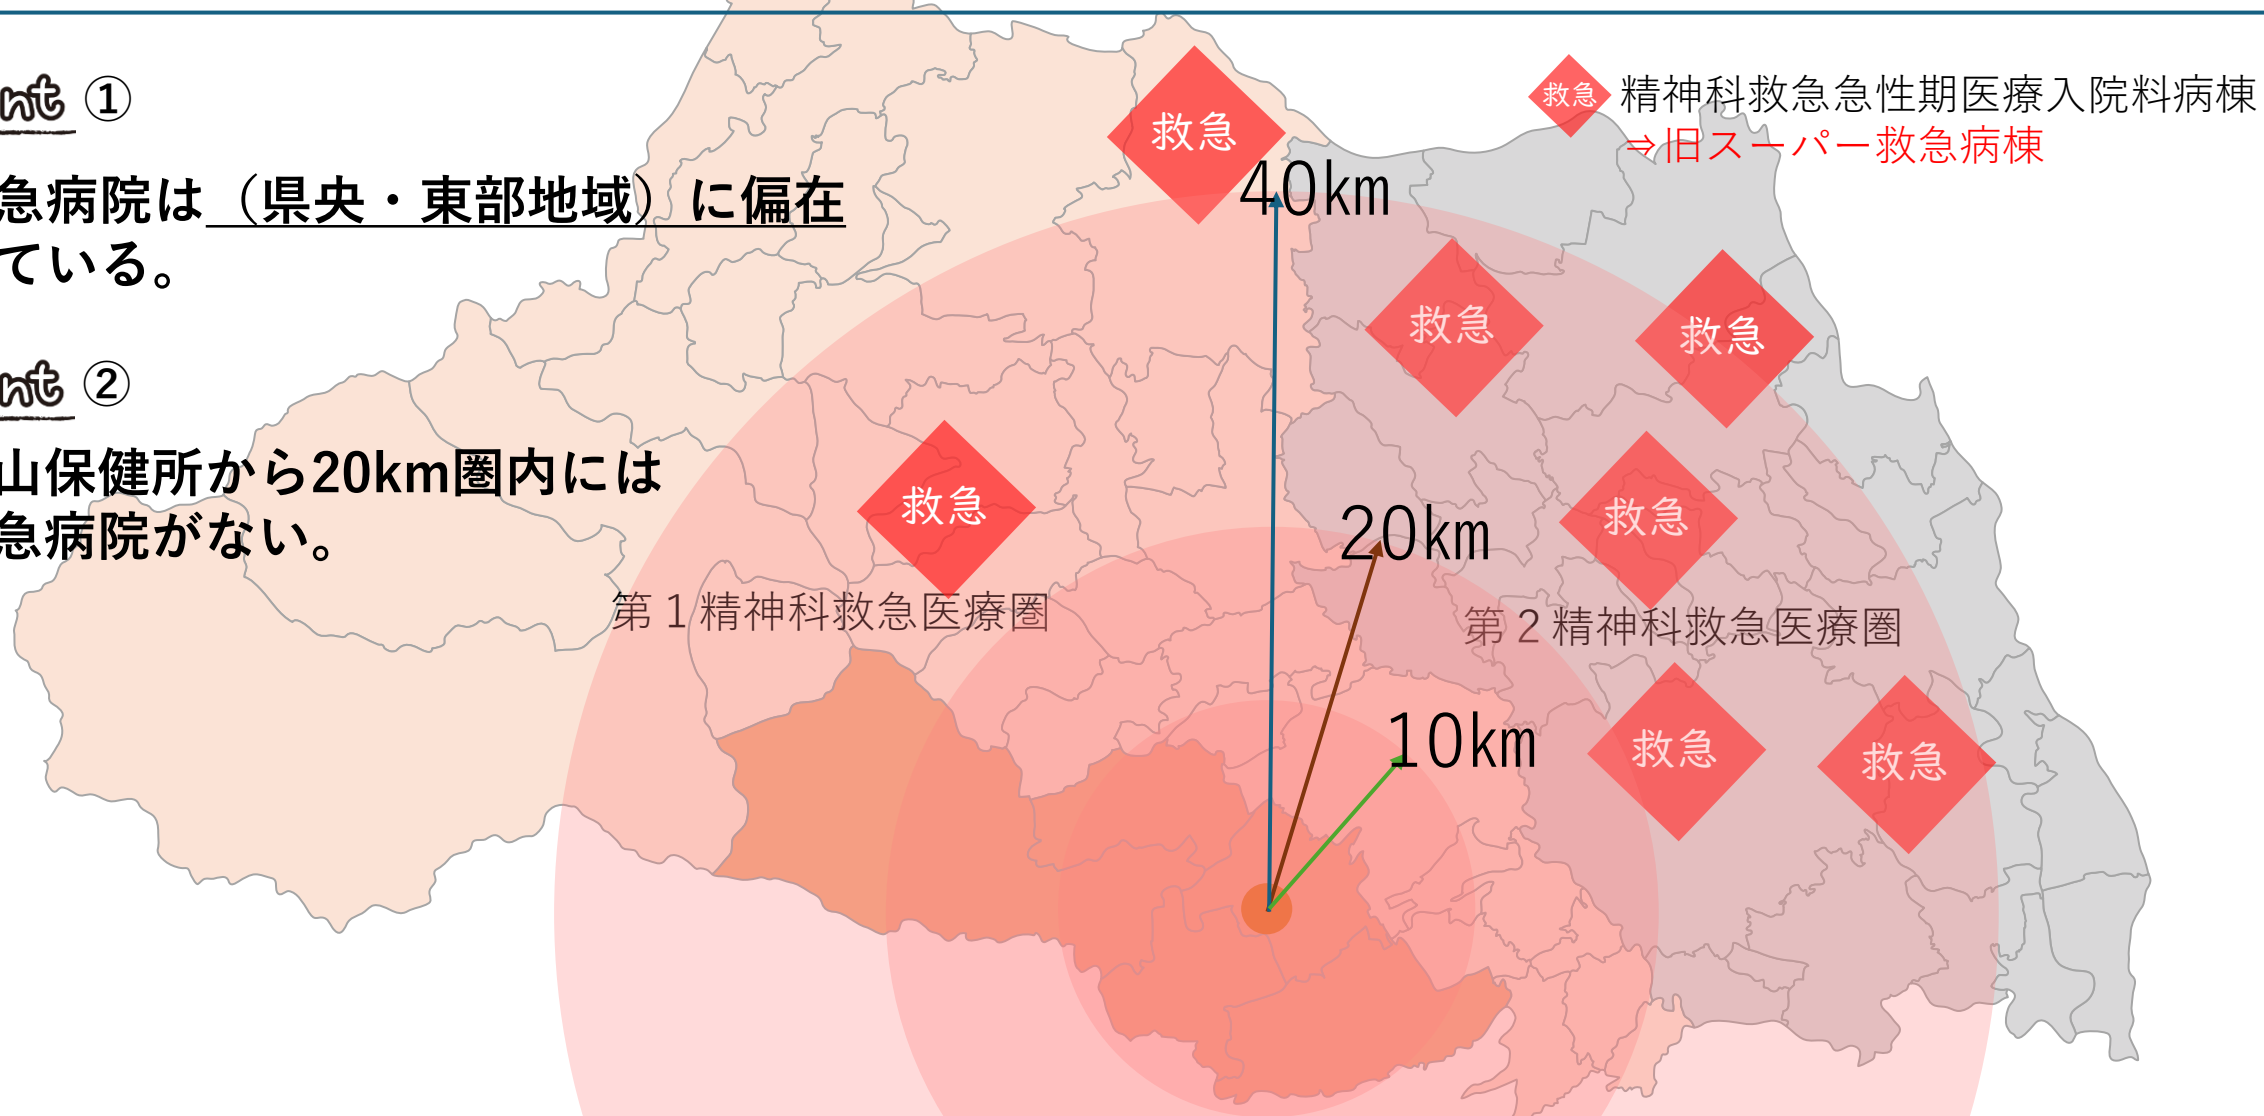 nt ①
急病院は（県央・東部地域）に偏在
ている。
nt ②
山保健所から20km圏内には
急病院がない。
救急 精神科救急急性期医療入院料病棟
⇒旧スーパー救急病棟
救急
40km
救急
救急
救急
20km
救急
第１精神科救急医療圏
第２精神科救急医療圏
10km
救急
救急